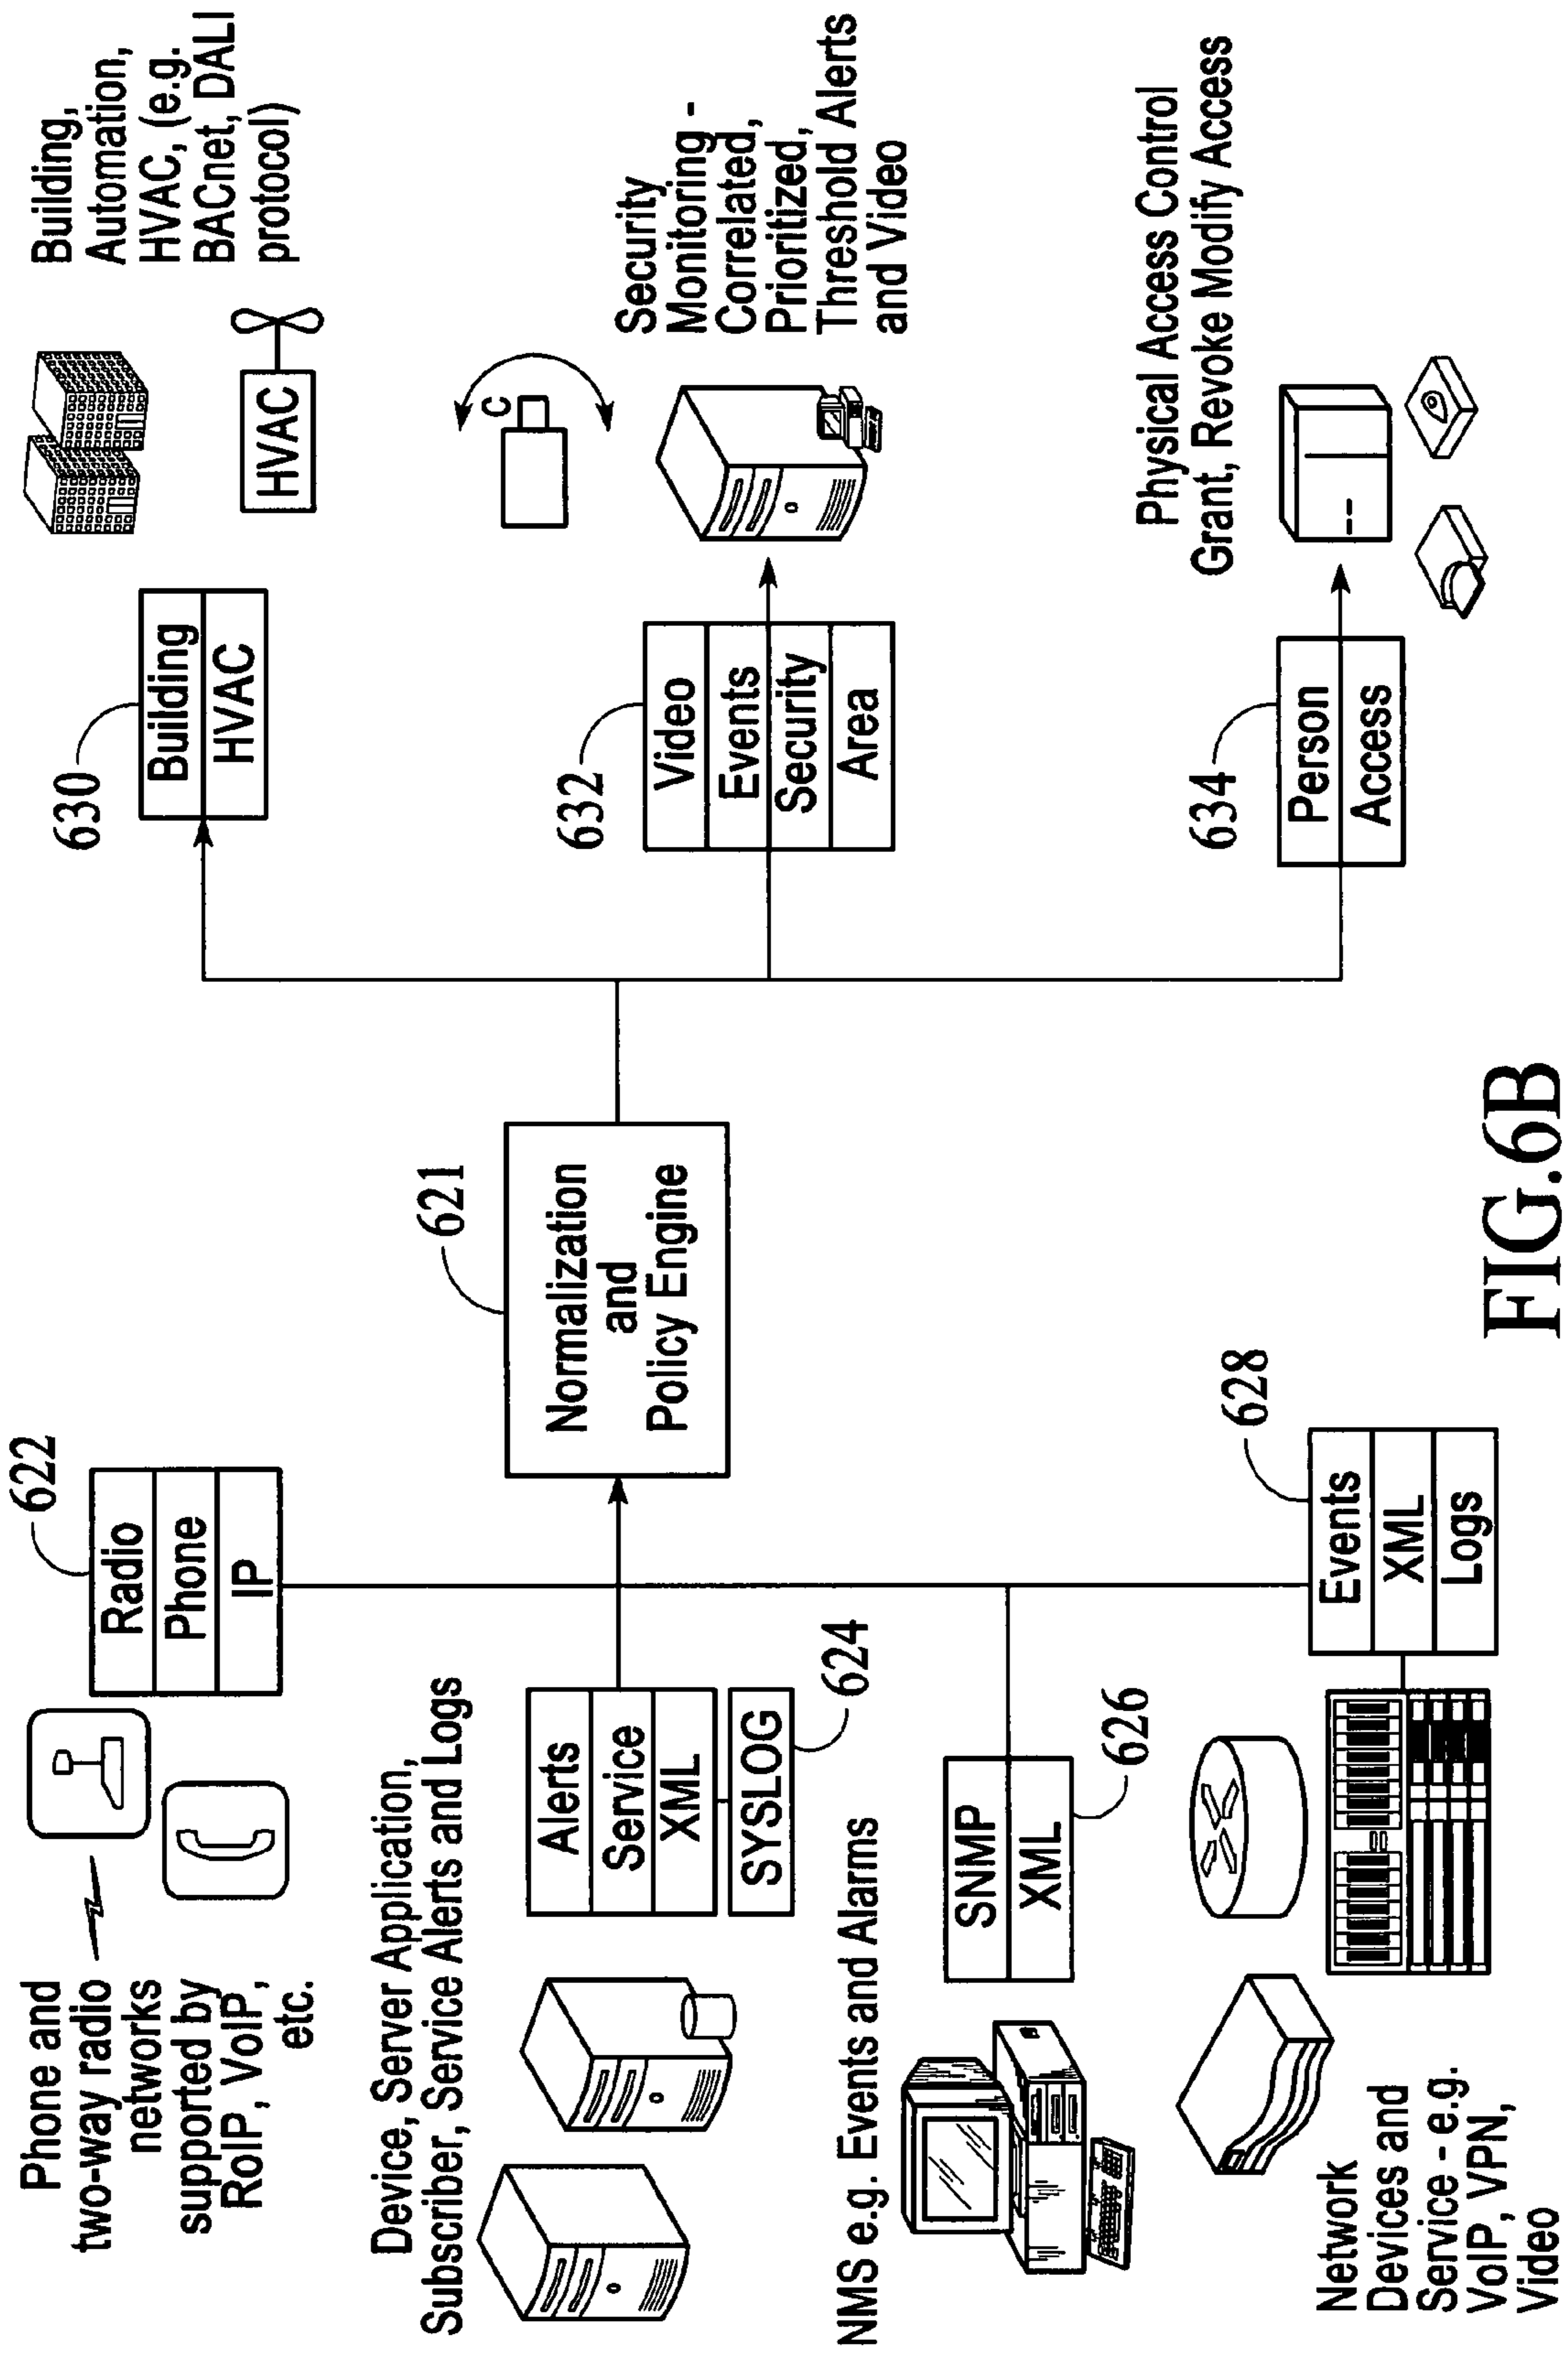 Phone and
two-way radio
networks
supported by
RoIP, VoIP,
etc.
622
Radio
Phone
IP
Device, Server Application,
Subscriber, Service Alerts and Logs
Alerts
Service
XML
SYSLOG
624
NMS e.g. Events and Alarms
SNMP
XML
626
Network
Devices and
Service - e.g.
VoIP, VPN,
Video
628
Events
XML
Logs
621
Normalization
and
Policy Engine
630
Building
HVAC
HVAC
Building,
Automation,
HVAC, (e.g.
BACnet, DALI
protocol)
632
Video
Events
Security
Area
C
Security
Monitoring -
Correlated,
Prioritized,
Threshold Alerts
and Video
634
Person
Access
Physical Access Control
Grant, Revoke Modify Access
FIG.6B